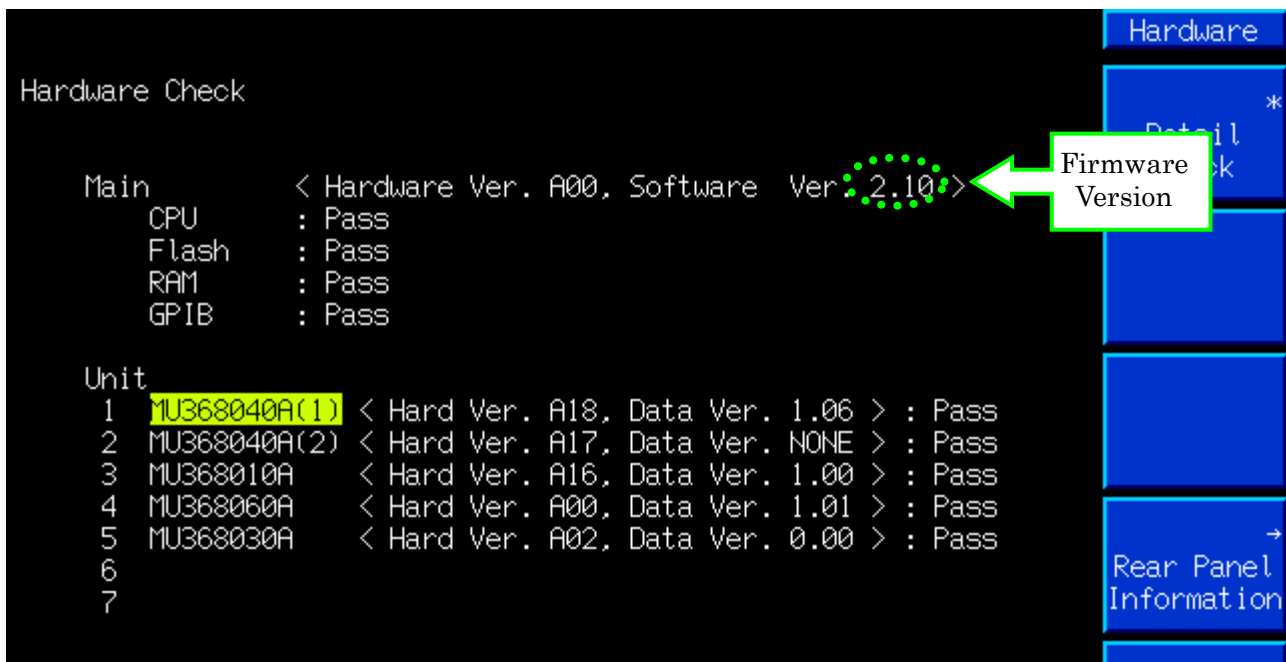 Hardware
Hardware Check
*
Main < Hardware Ver. A00, Software Ver. 2.10 >
Firmware
Version
CPU : Pass
Flash : Pass
RAM : Pass
GPIB : Pass
Unit
1 MU368040A(1) < Hard Ver. A18, Data Ver. 1.06 > : Pass
2 MU368040A(2) < Hard Ver. A17, Data Ver. NONE > : Pass
3 MU368010A < Hard Ver. A16, Data Ver. 1.00 > : Pass
4 MU368060A < Hard Ver. A00, Data Ver. 1.01 > : Pass
5 MU368030A < Hard Ver. A02, Data Ver. 0.00 > : Pass
6
7
→
Rear Panel
Information